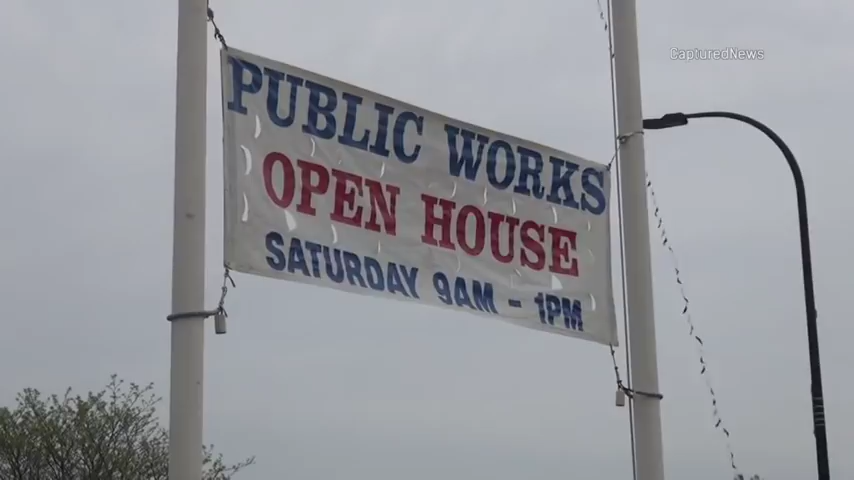 CapturedNews
PUBLIC WORKS
OPEN HOUSE
SATURDAY 9AM - 1PM